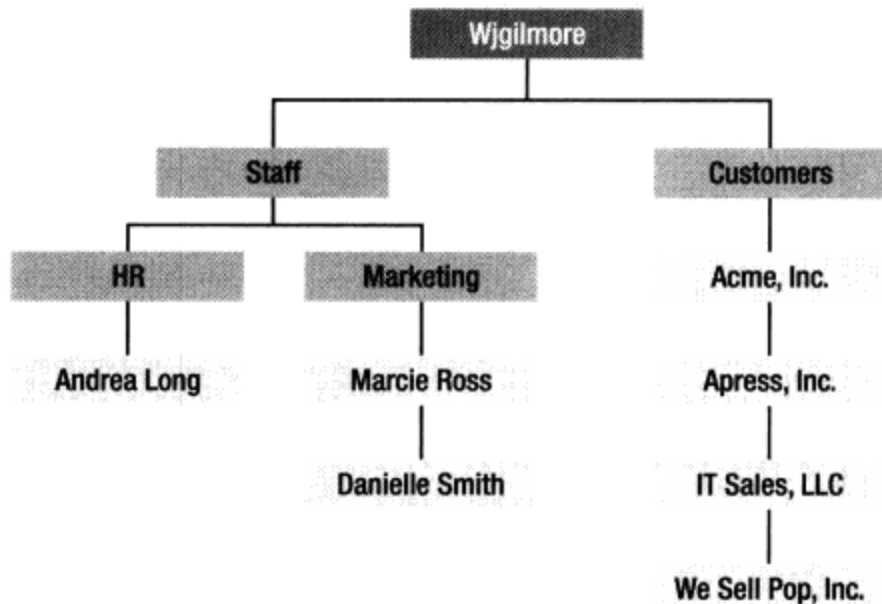 Wjgilmore
Staff
Customers
HR
Marketing
Acme, Inc.
Andrea Long
Marcie Ross
Apress, Inc.
Danielle Smith
IT Sales, LLC
We Sell Pop, Inc.